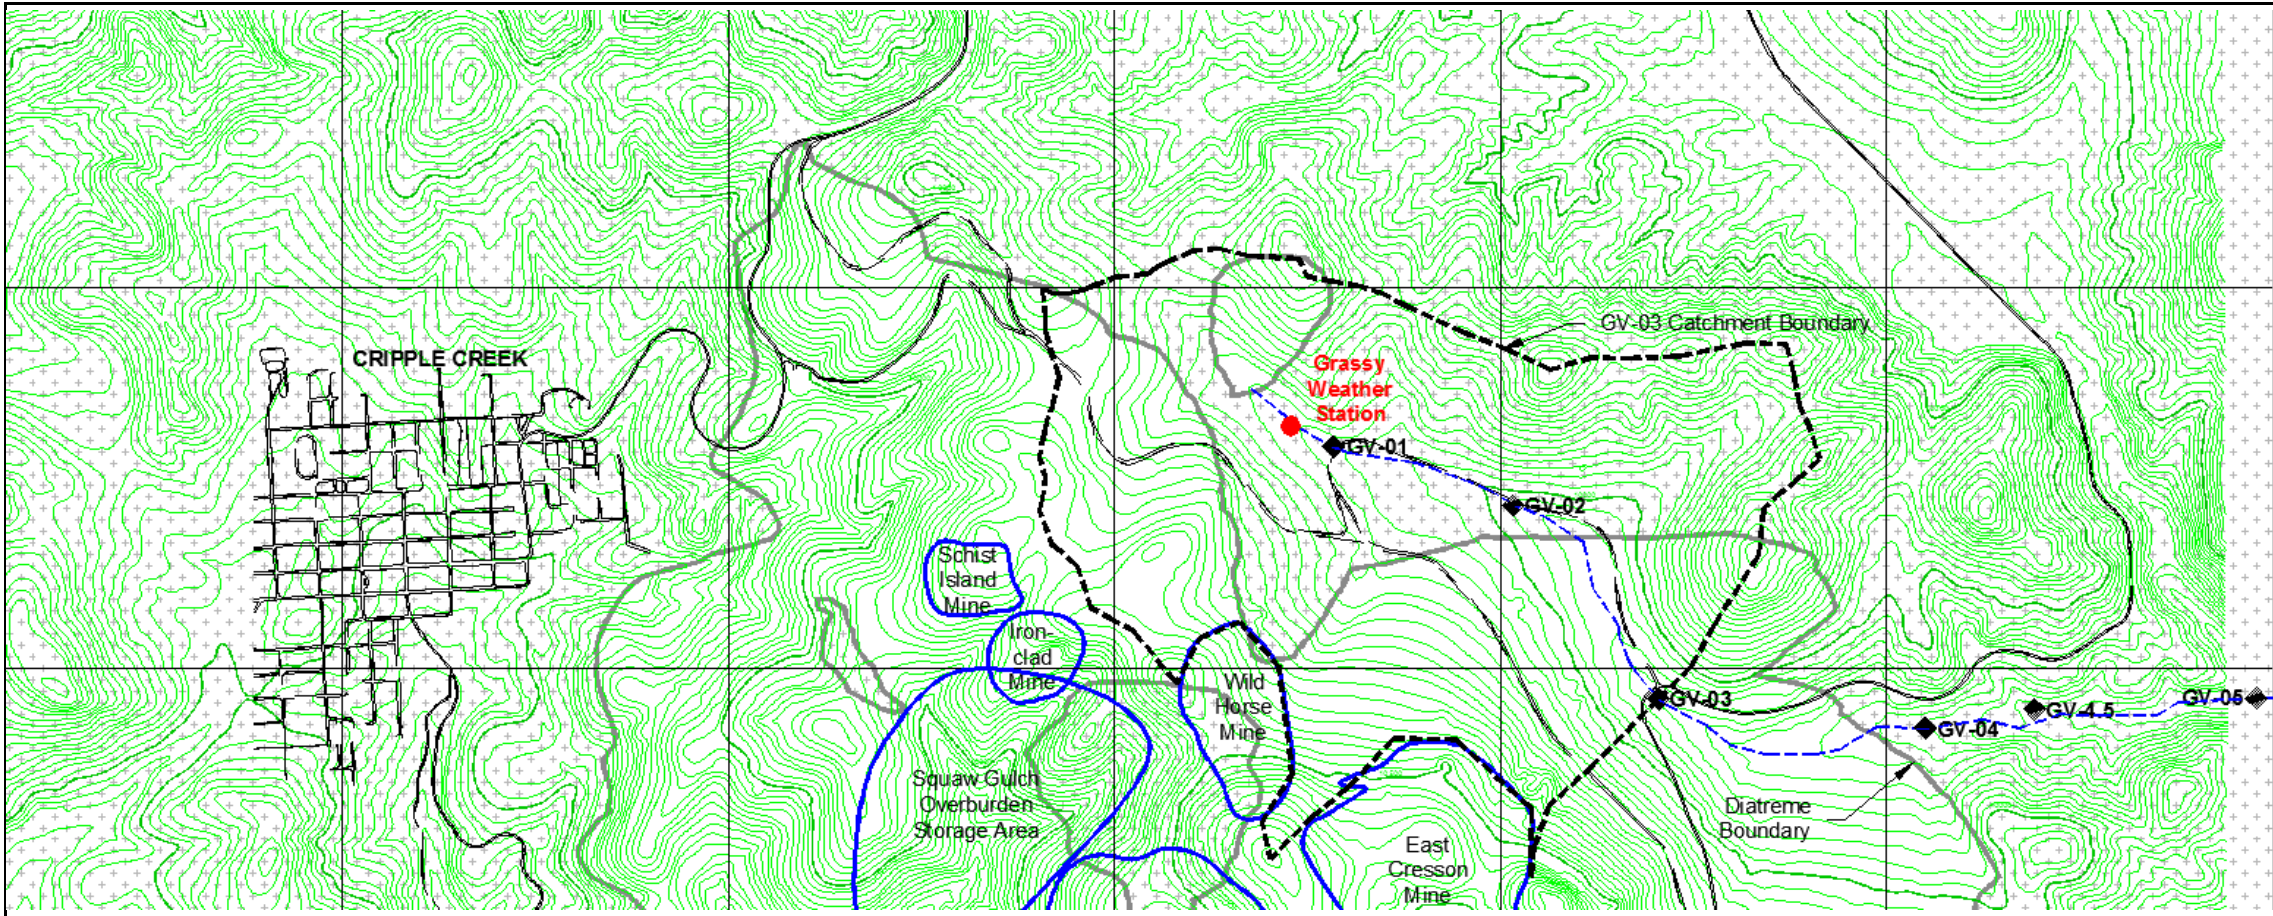 GV-03 Catchment Boundary
CRIPPLE CREEK
Grassy
Weather
Station
GV-01
GV-02
Schist
Island
Mine
Iron-
clad
Mine
Wild
Horse
Mine
GV-03
GV-04
GV-4.5
GV-05
Squaw Gulch
Overburden
Storage Area
Diatreme
Boundary
East
Cresson
Mine